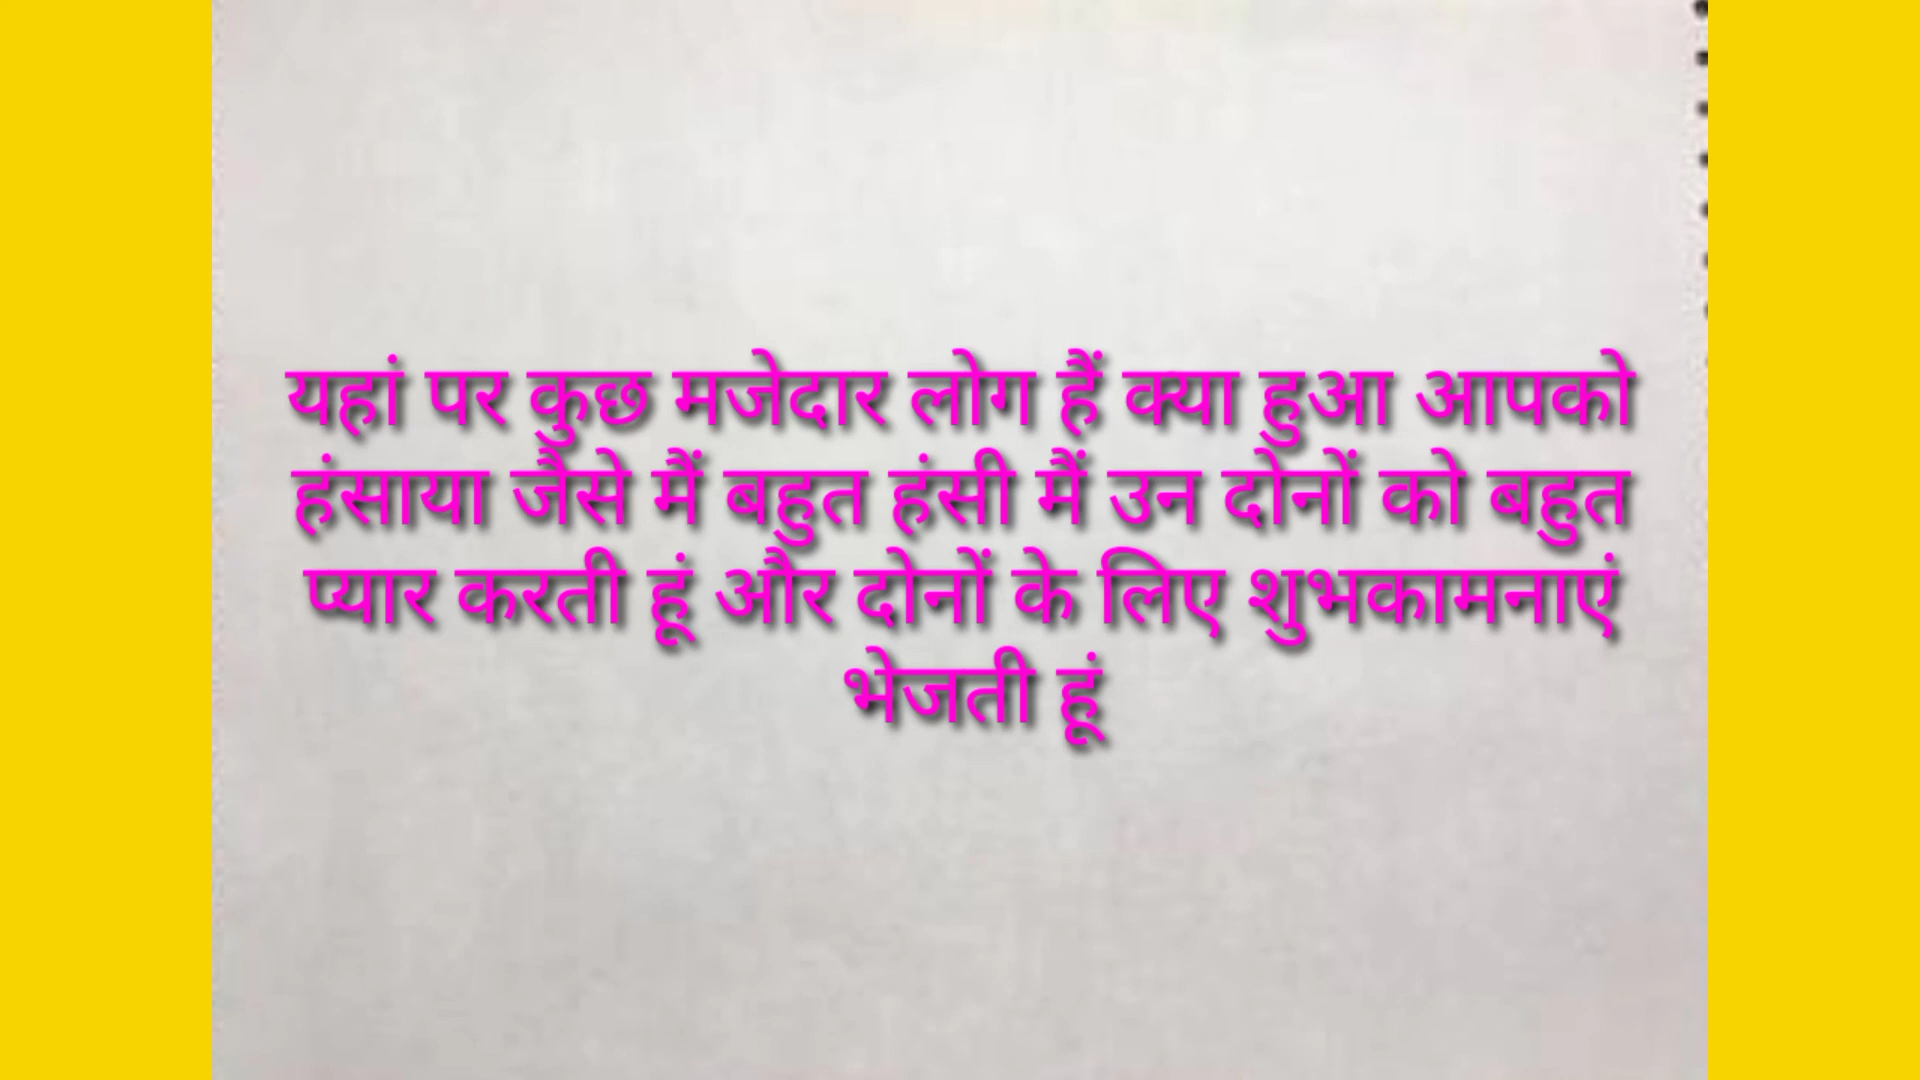 यहां पर कुछ मजेदार लोग हैं क्या हुआ आपको
हंसाया जैसे मैं बहुत हंसी मैं उन दोनों को बहुत
प्यार करती हूं और दोनों के लिए शुभकामनाएं
भेजती हूं